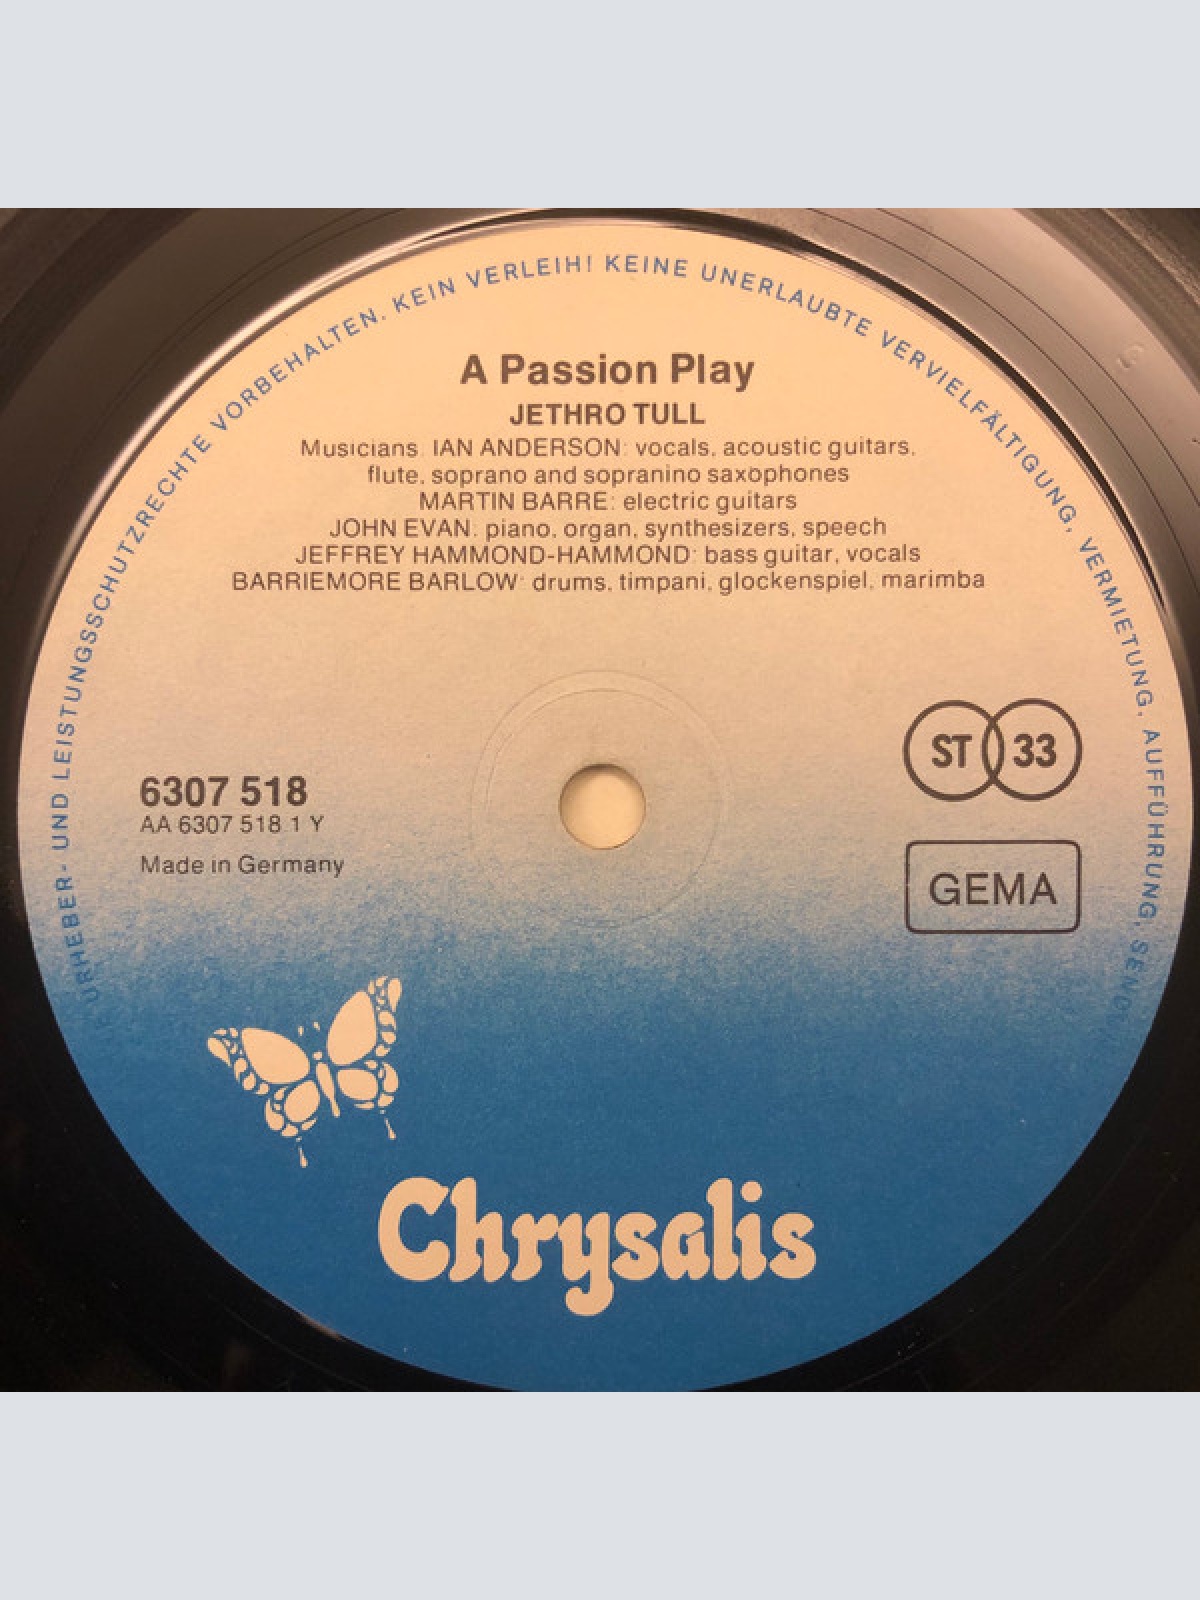 URHEBER- UND LEISTUNGSSCHUTZRECHTE VORBEHALTEN. KEIN VERLEIH! KEINE UNERLAUBTE VERVIELFÄLTIGUNG, VERMIETUNG, AUFFÜHRUNG,
A Passion Play
JETHRO TULL
Musicians: IAN ANDERSON: vocals, acoustic guitars,
flute, soprano and sopranino saxophones
MARTIN BARRE: electric guitars
JOHN EVAN: piano, organ, synthesizers, speech
JEFFREY HAMMOND-HAMMOND: bass guitar, vocals
BARRIEMORE BARLOW: drums, timpani, glockenspiel, marimba
ST 33
6307 518
AA 6307 518 1 Y
Made in Germany
GEMA
Chrysalis